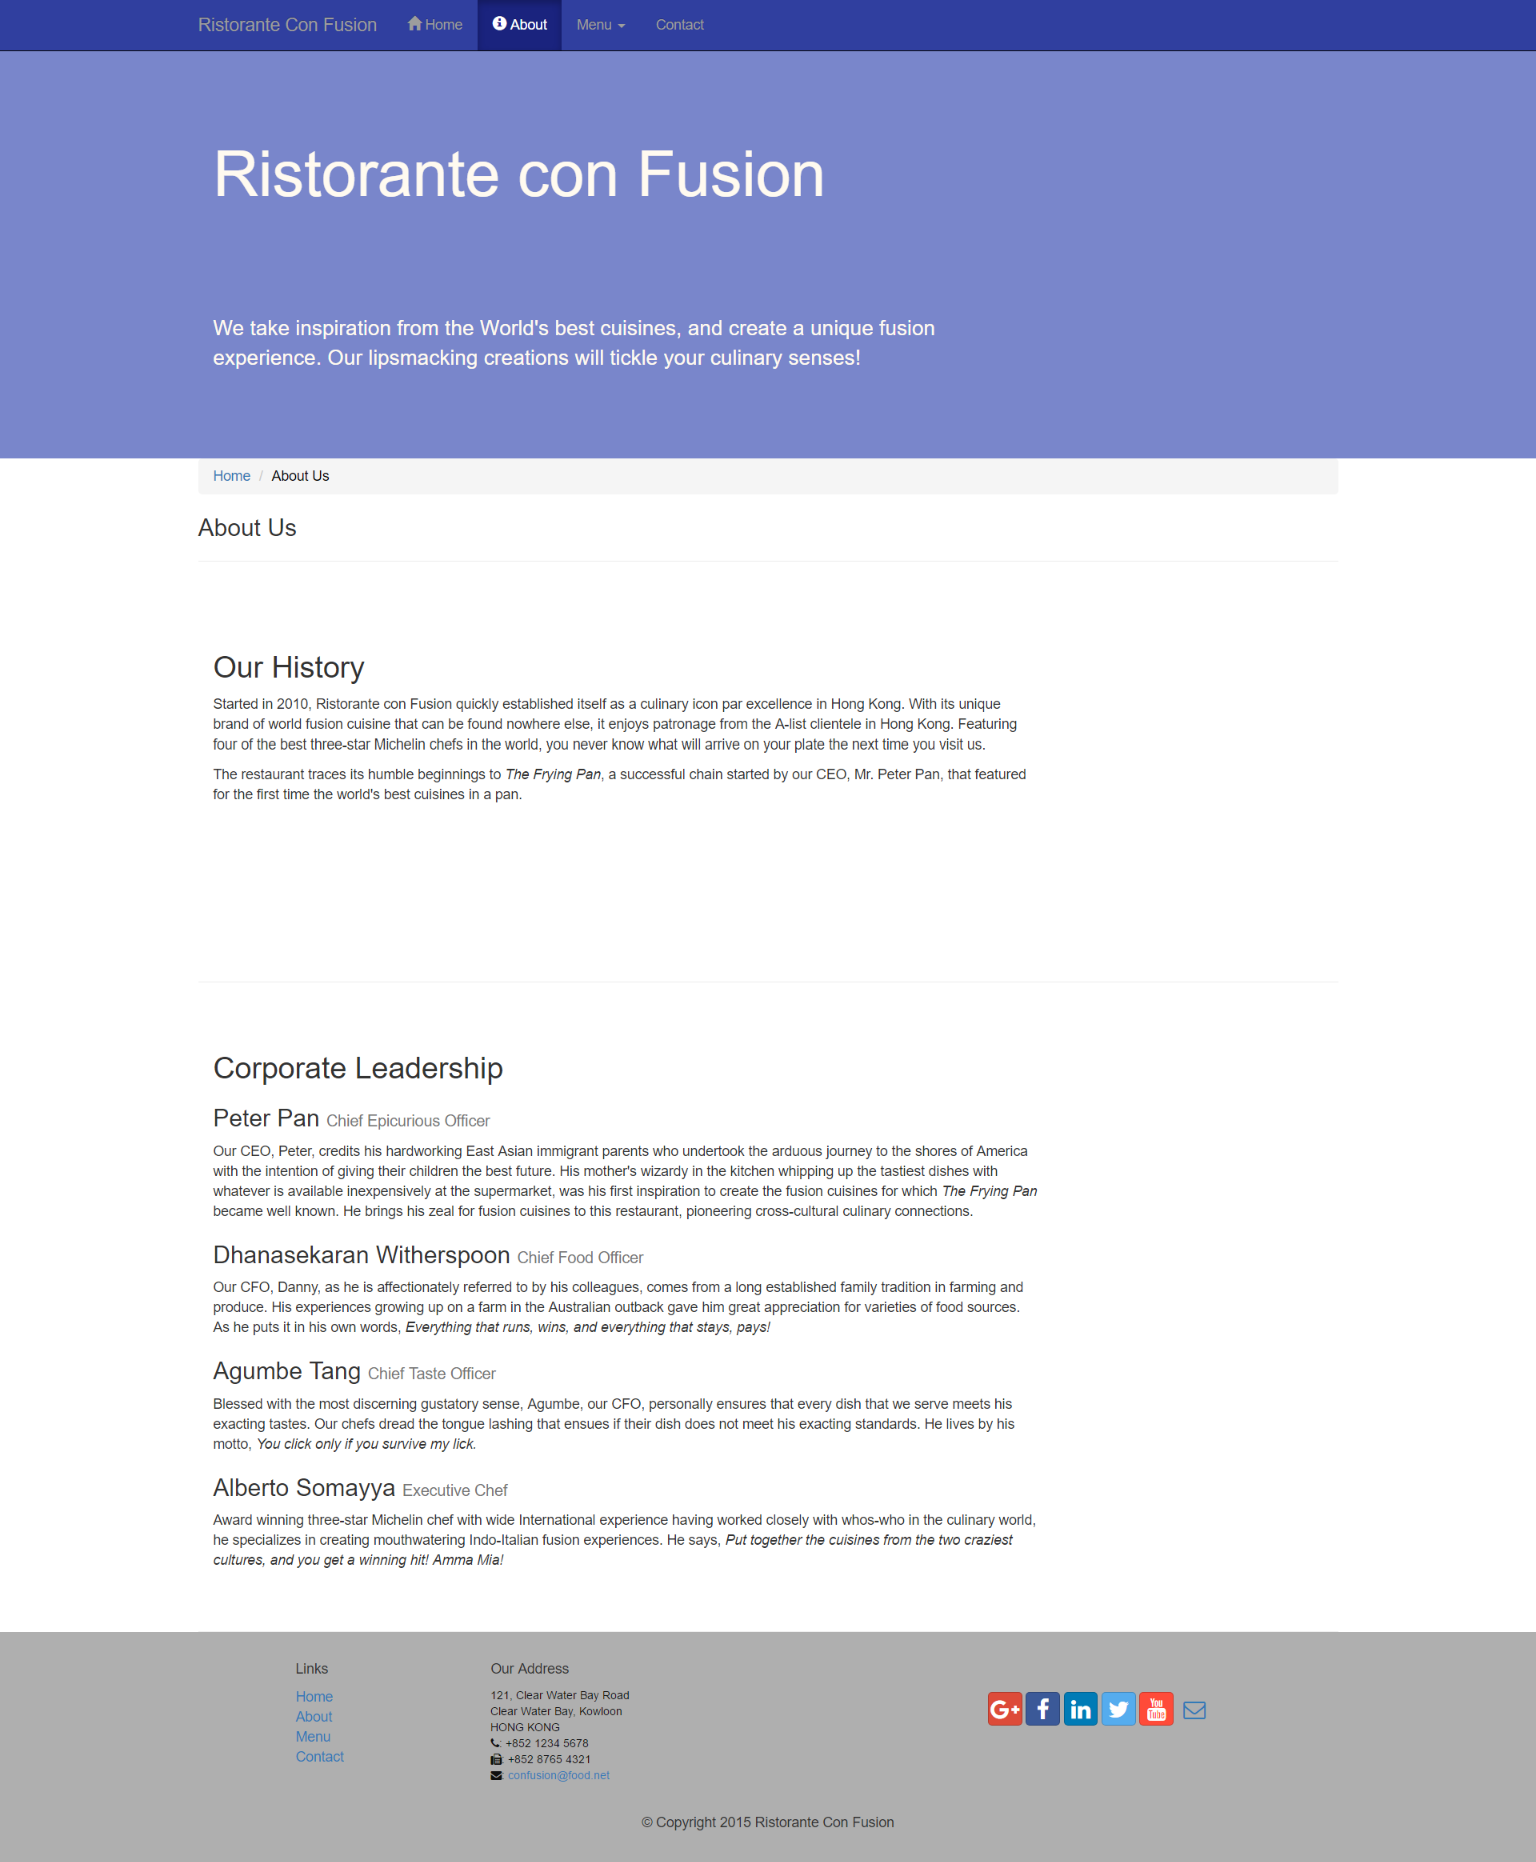 Ristorante Con Fusion Home About Menu Contact
Ristorante con Fusion
We take inspiration from the World's best cuisines, and create a unique fusion
experience. Our lipsmacking creations will tickle your culinary senses!
Home / About Us
About Us
Our History
Started in 2010, Ristorante con Fusion quickly established itself as a culinary icon par excellence in Hong Kong. With its unique
brand of world fusion cuisine that can be found nowhere else, it enjoys patronage from the A-list clientele in Hong Kong. Featuring
four of the best three-star Michelin chefs in the world, you never know what will arrive on your plate the next time you visit us.
The restaurant traces its humble beginnings to The Frying Pan, a successful chain started by our CEO, Mr. Peter Pan, that featured
for the first time the world's best cuisines in a pan.
Corporate Leadership
Peter Pan Chief Epicurious Officer
Our CEO, Peter, credits his hardworking East Asian immigrant parents who undertook the arduous journey to the shores of America
with the intention of giving their children the best future. His mother's wizardy in the kitchen whipping up the tastiest dishes with
whatever is available inexpensively at the supermarket, was his first inspiration to create the fusion cuisines for which The Frying Pan
became well known. He brings his zeal for fusion cuisines to this restaurant, pioneering cross-cultural culinary connections.
Dhanasekaran Witherspoon Chief Food Officer
Our CFO, Danny, as he is affectionately referred to by his colleagues, comes from a long established family tradition in farming and
produce. His experiences growing up on a farm in the Australian outback gave him great appreciation for varieties of food sources.
As he puts it in his own words, Everything that runs, wins, and everything that stays, pays!
Agumbe Tang Chief Taste Officer
Blessed with the most discerning gustatory sense, Agumbe, our CFO, personally ensures that every dish that we serve meets his
exacting tastes. Our chefs dread the tongue lashing that ensues if their dish does not meet his exacting standards. He lives by his
motto, You click only if you survive my lick.
Alberto Somayya Executive Chef
Award winning three-star Michelin chef with wide International experience having worked closely with whos-who in the culinary world,
he specializes in creating mouthwatering Indo-Italian fusion experiences. He says, Put together the cuisines from the two craziest
cultures, and you get a winning hit! Amma Mia!
Links
Home
About
Menu
Contact
Our Address
121, Clear Water Bay Road
Clear Water Bay, Kowloon
HONG KONG
: +852 1234 5678
: +852 8765 4321
: confusion@food.net
G+ f in You Tube
© Copyright 2015 Ristorante Con Fusion